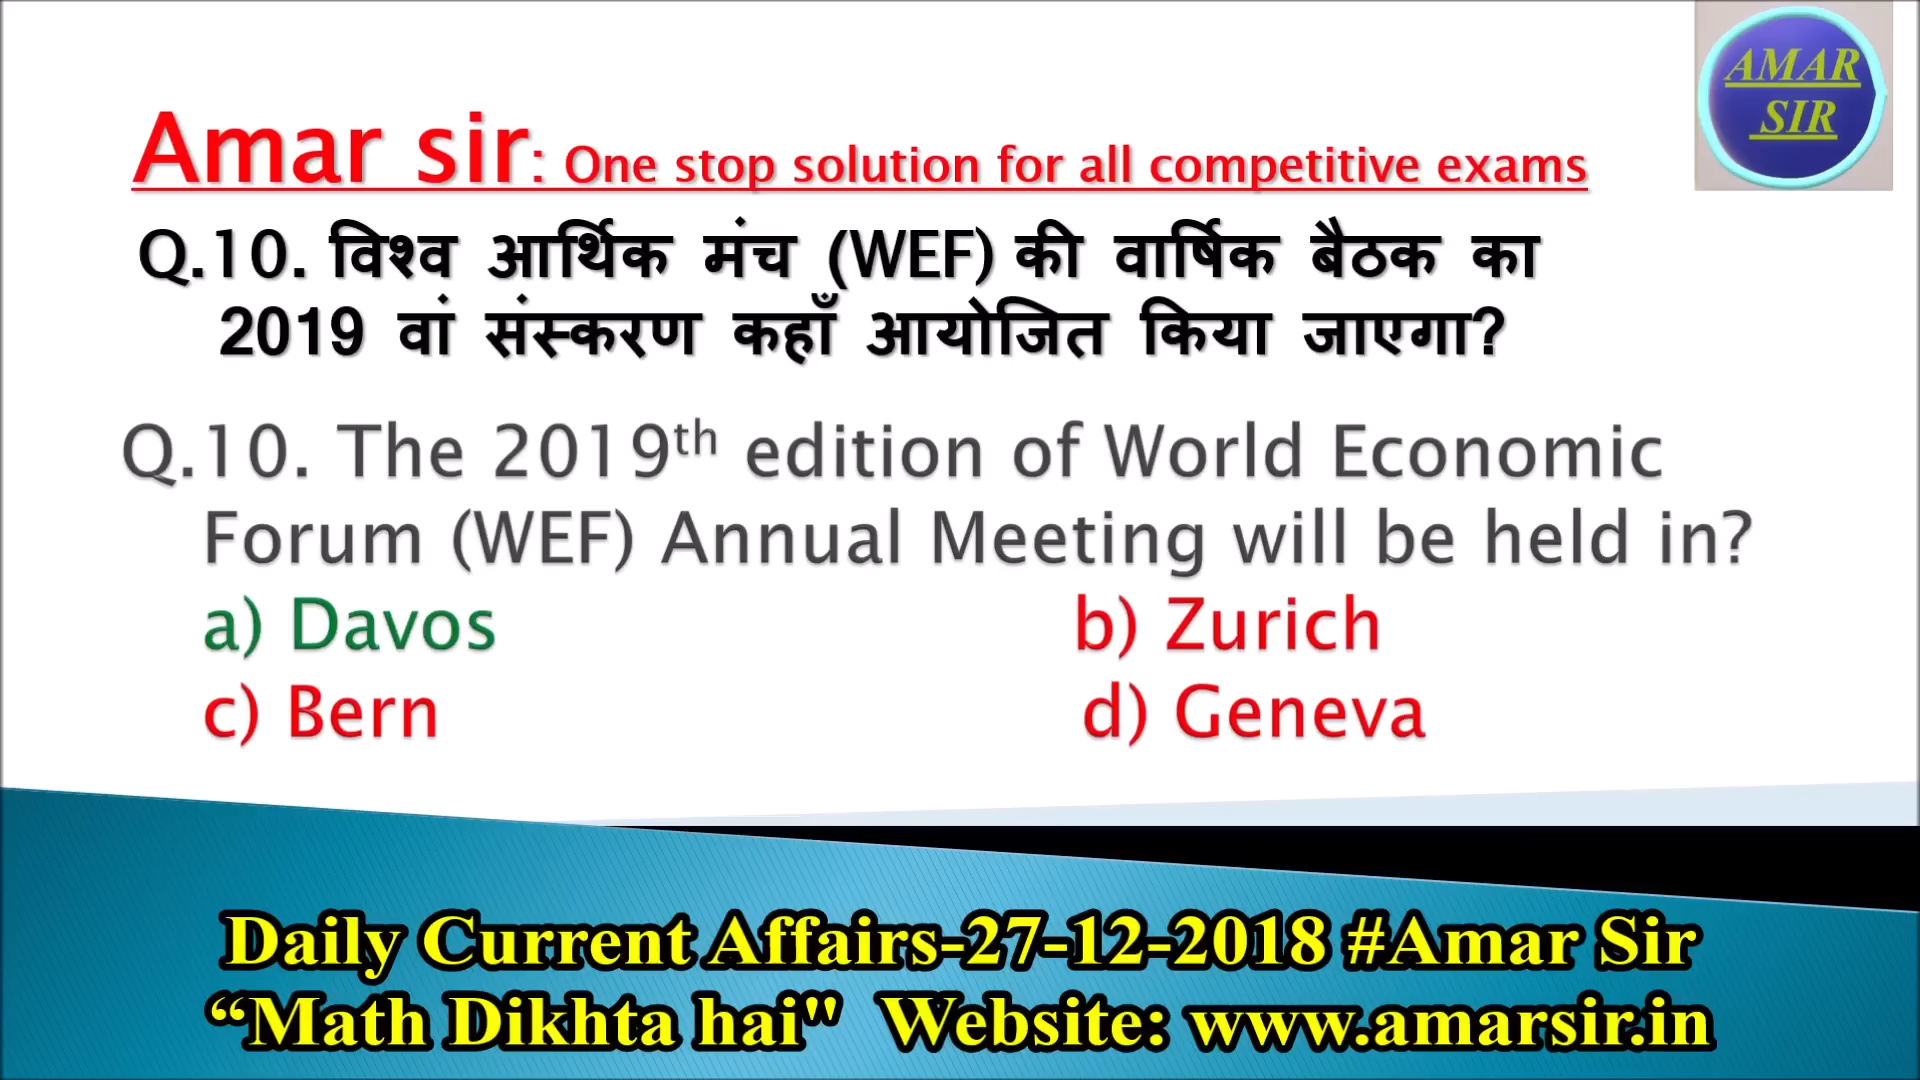 AMAR
SIR
Amar sir: One stop solution for all competitive exams
Q.10. विश्व आर्थिक मंच (WEF) की वार्षिक बैठक का
2019 वां संस्करण कहाँ आयोजित किया जाएगा?
Q.10. The 2019th edition of World Economic
Forum (WEF) Annual Meeting will be held in?
a) Davos b) Zurich
c) Bern d) Geneva
Daily Current Affairs-27-12-2018 #Amar Sir
“Math Dikhta hai" Website: www.amarsir.in